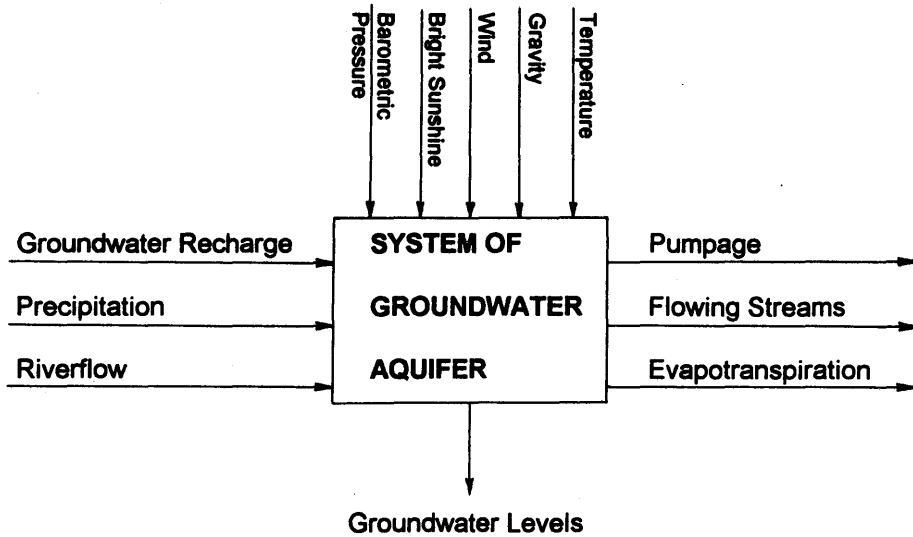 Barometric
Pressure
Bright Sunshine
Wind
Gravity
Temperature
Groundwater Recharge
Precipitation
Riverflow
SYSTEM OF
GROUNDWATER
AQUIFER
Pumpage
Flowing Streams
Evapotranspiration
Groundwater Levels